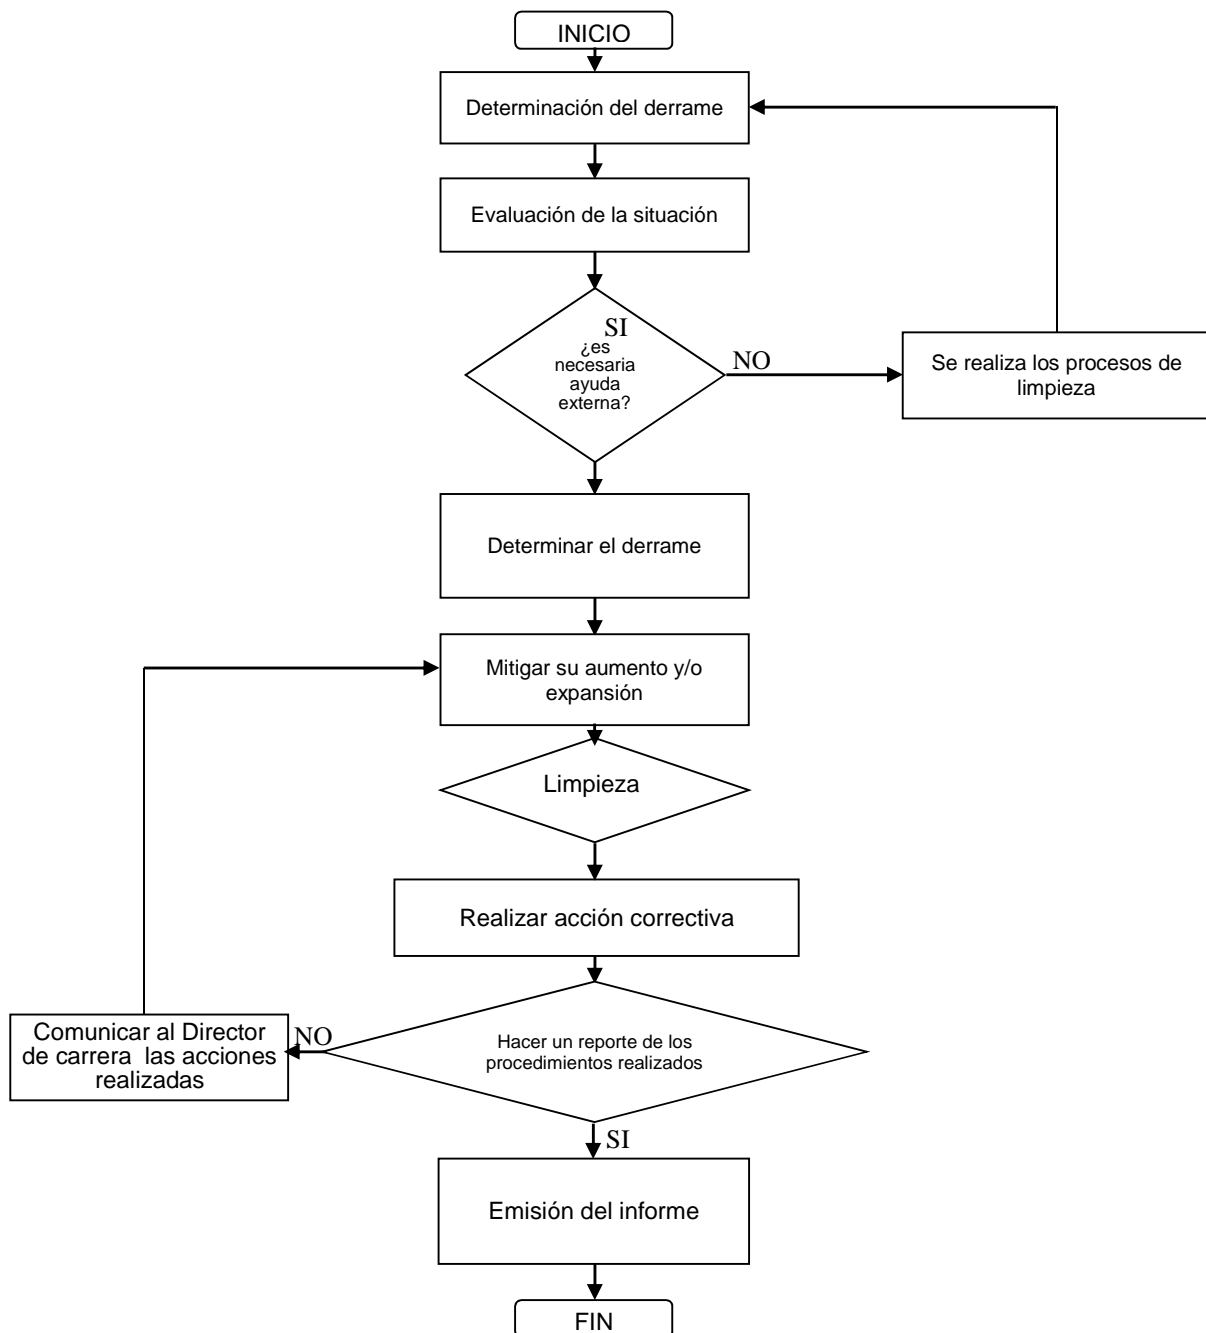 INICIO
Determinación del derrame
Evaluación de la situación
SI
¿es
necesaria
ayuda
externa?
NO
Se realiza los procesos de
limpieza
Determinar el derrame
Mitigar su aumento y/o
expansión
Limpieza
Realizar acción correctiva
Hacer un reporte de los
procedimientos realizados
NO
Comunicar al Director
de carrera las acciones
realizadas
SI
Emisión del informe
FIN